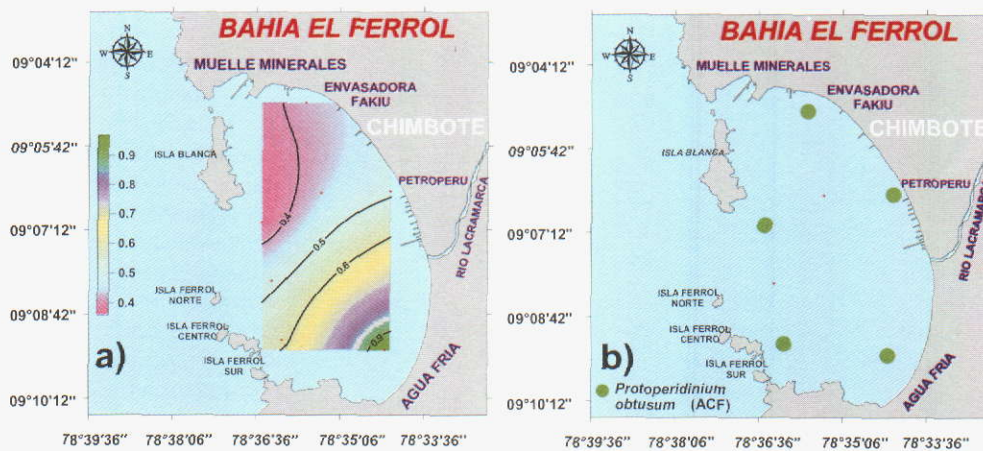 BAHIA EL FERROL
N
W E
S
09°04'12"
MUELLE MINERALES
ENVASADORA
FAKIU
CHIMBOTE
0.9
0.8
0.7
0.6
0.5
0.4
09°05'42"
ISLA BLANCA
PETROPERU
0.4
0.5
09°07'12"
RIO LACRAMARCA
0.6
ISLA FERROL
NORTE
09°08'42"
ISLA FERROL
CENTRO
0.9
a)
ISLA FERROL
SUR
AGUA FRIA
09°10'12"
78°39'36" 78°38'06" 78°36'36" 78°35'06" 78°33'36"
BAHIA EL FERROL
N
W E
S
09°04'12"
MUELLE MINERALES
ENVASADORA
FAKIU
CHIMBOTE
09°05'42"
ISLA BLANCA
PETROPERU
09°07'12"
RIO LACRAMARCA
ISLA FERROL
NORTE
09°08'42"
ISLA FERROL
CENTRO
b)
ISLA FERROL
SUR
AGUA FRIA
Protoperidinium
obtusum (ACF)
09°10'12"
78°39'36" 78°38'06" 78°36'36" 78°35'06" 78°33'36"